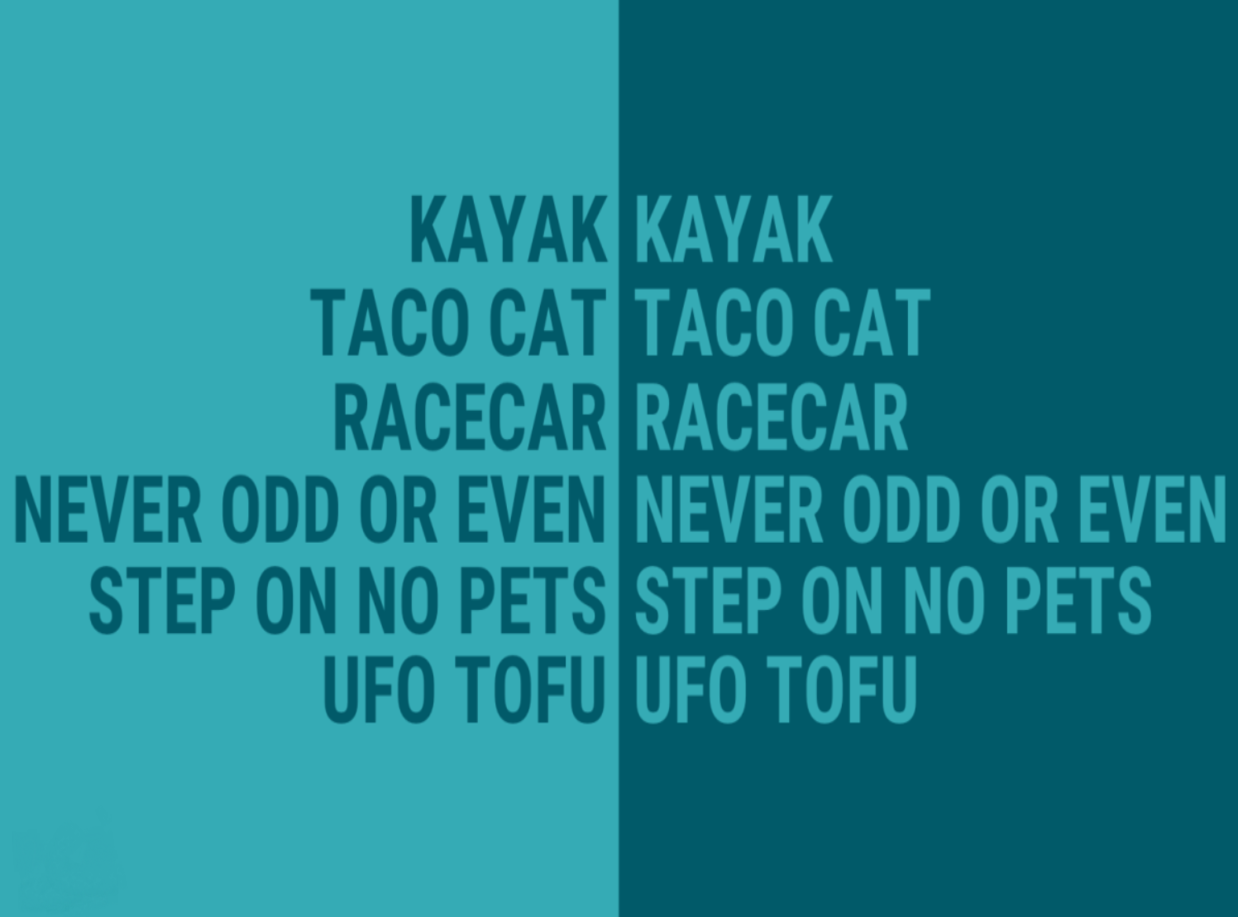 KAYAK KAYAK
TACO CAT TACO CAT
RACECAR RACECAR
NEVER ODD OR EVEN NEVER ODD OR EVEN
STEP ON NO PETS STEP ON NO PETS
UFO TOFU UFO TOFU